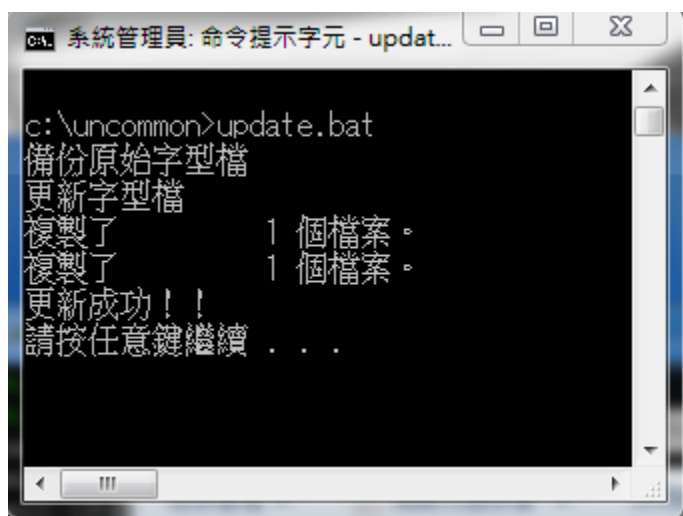 系統管理員: 命令提示字元 - updat...
c:\uncommon>update.bat
備份原始字型檔
更新字型檔
複製了         1 個檔案。
複製了         1 個檔案。
更新成功！！
請按任意鍵繼續 . . .